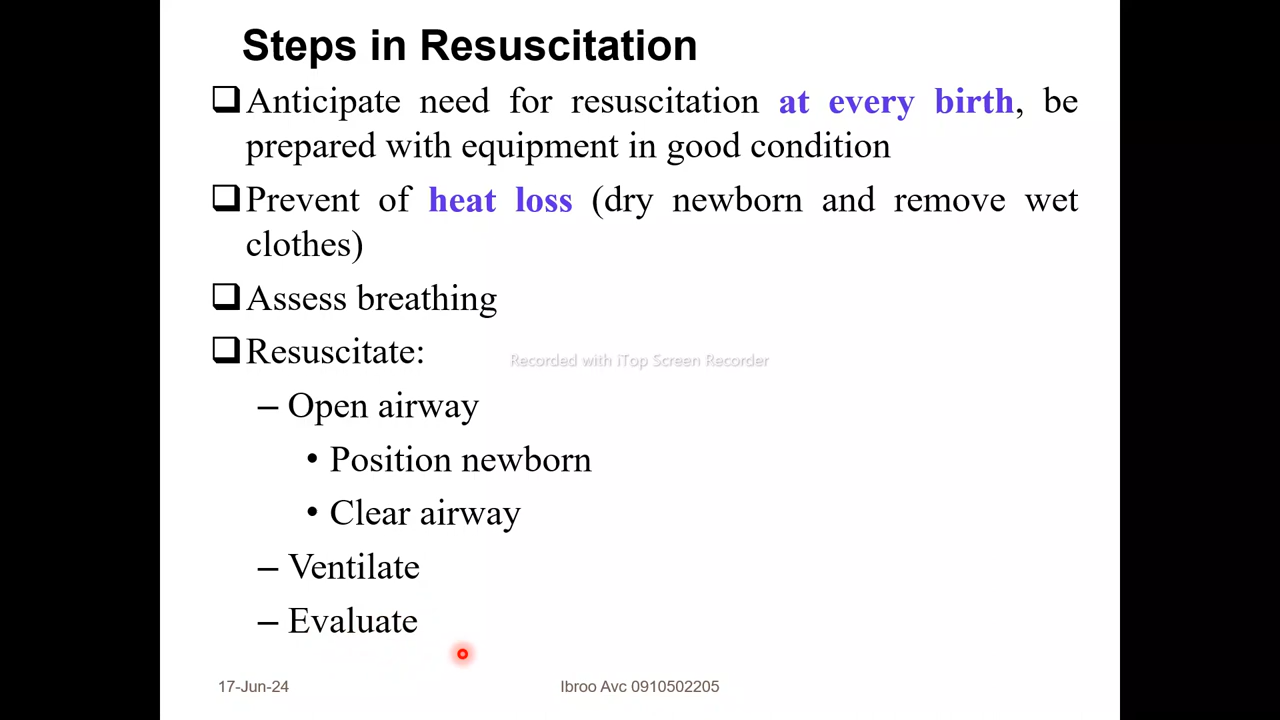 Steps in Resuscitation
❑Anticipate need for resuscitation at every birth, be
prepared with equipment in good condition
❑Prevent of heat loss (dry newborn and remove wet
clothes)
❑Assess breathing
❑Resuscitate:
Recorded with iTop Screen Recorder
– Open airway
• Position newborn
• Clear airway
– Ventilate
– Evaluate
17-Jun-24
Ibroo Avc 0910502205